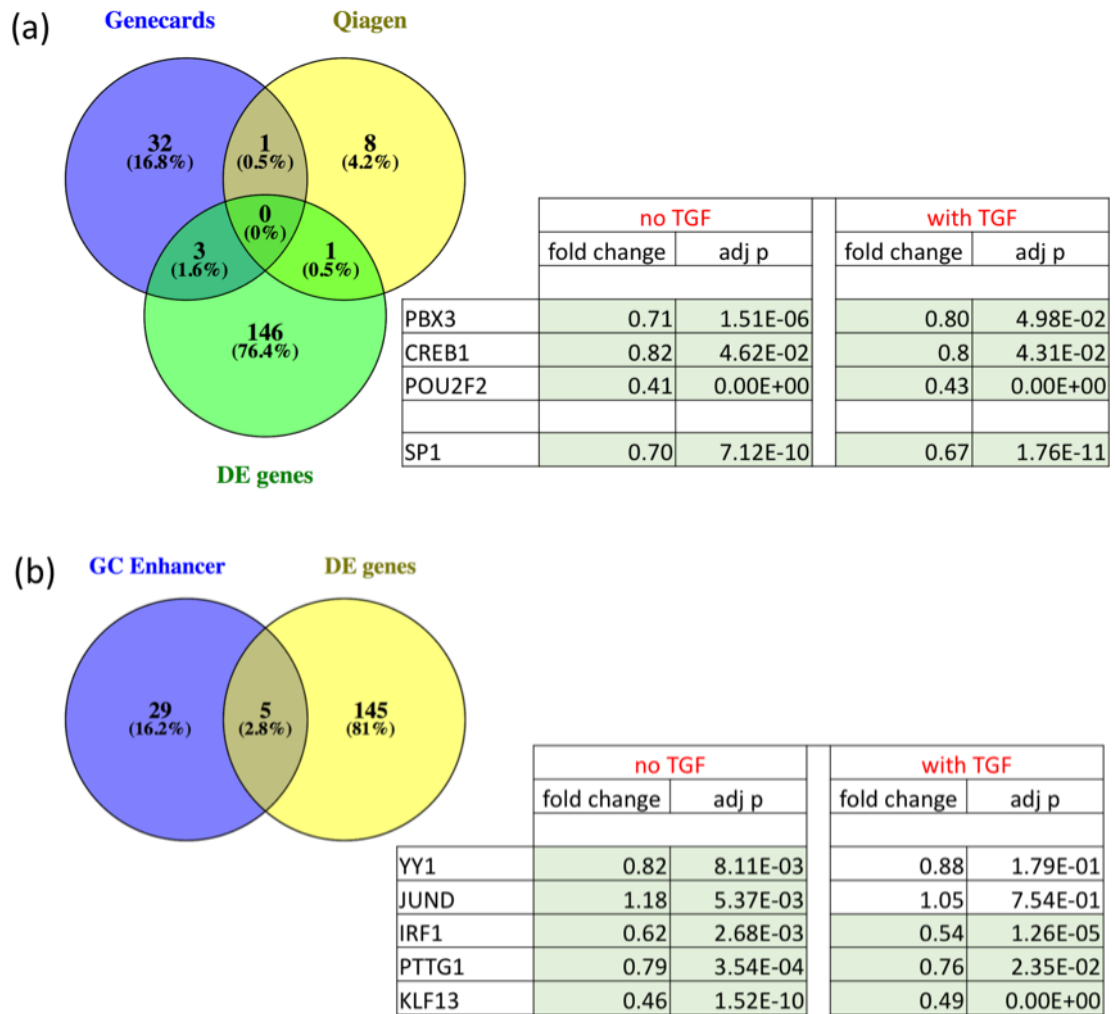 (a)
Genecards Qiagen
32 1 8
(16.8%) (0.5%) (4.2%)
0
(0%)
3 1
(1.6%) (0.5%)
146
(76.4%)
DE genes
no TGF with TGF
fold change adj p fold change adj p
PBX3 0.71 1.51E-06 0.80 4.98E-02
CREB1 0.82 4.62E-02 0.8 4.31E-02
POU2F2 0.41 0.00E+00 0.43 0.00E+00
SP1 0.70 7.12E-10 0.67 1.76E-11
(b)
GC Enhancer DE genes
29 5 145
(16.2%) (2.8%) (81%)
no TGF with TGF
fold change adj p fold change adj p
YY1 0.82 8.11E-03 0.88 1.79E-01
JUND 1.18 5.37E-03 1.05 7.54E-01
IRF1 0.62 2.68E-03 0.54 1.26E-05
PTTG1 0.79 3.54E-04 0.76 2.35E-02
KLF13 0.46 1.52E-10 0.49 0.00E+00